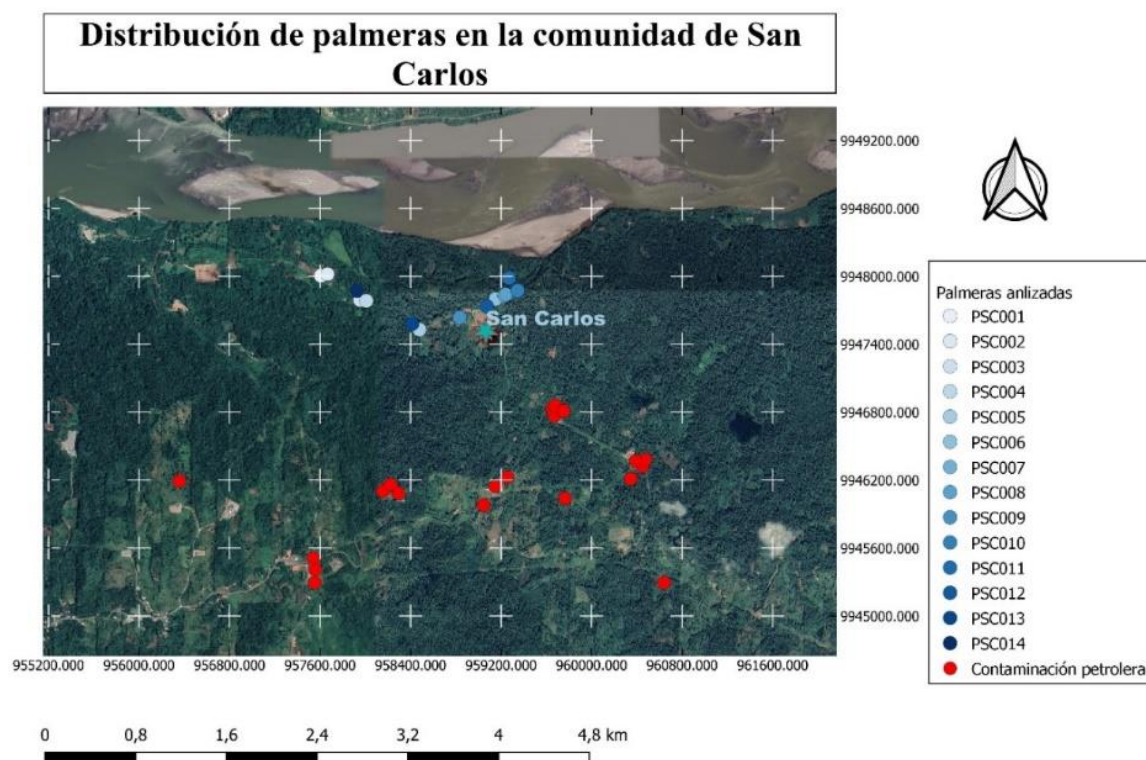 Distribución de palmeras en la comunidad de San
Carlos
San Carlos
9949200.000
9948600.000
9948000.000
9947400.000
9946800.000
9946200.000
9945600.000
9945000.000
955200.000 956000.000 956800.000 957600.000 958400.000 959200.000 960000.000 960800.000 961600.000
Palmeras anlizadas
PSC001
PSC002
PSC003
PSC004
PSC005
PSC006
PSC007
PSC008
PSC009
PSC010
PSC011
PSC012
PSC013
PSC014
Contaminación petrolera
0 0,8 1,6 2,4 3,2 4 4,8 km